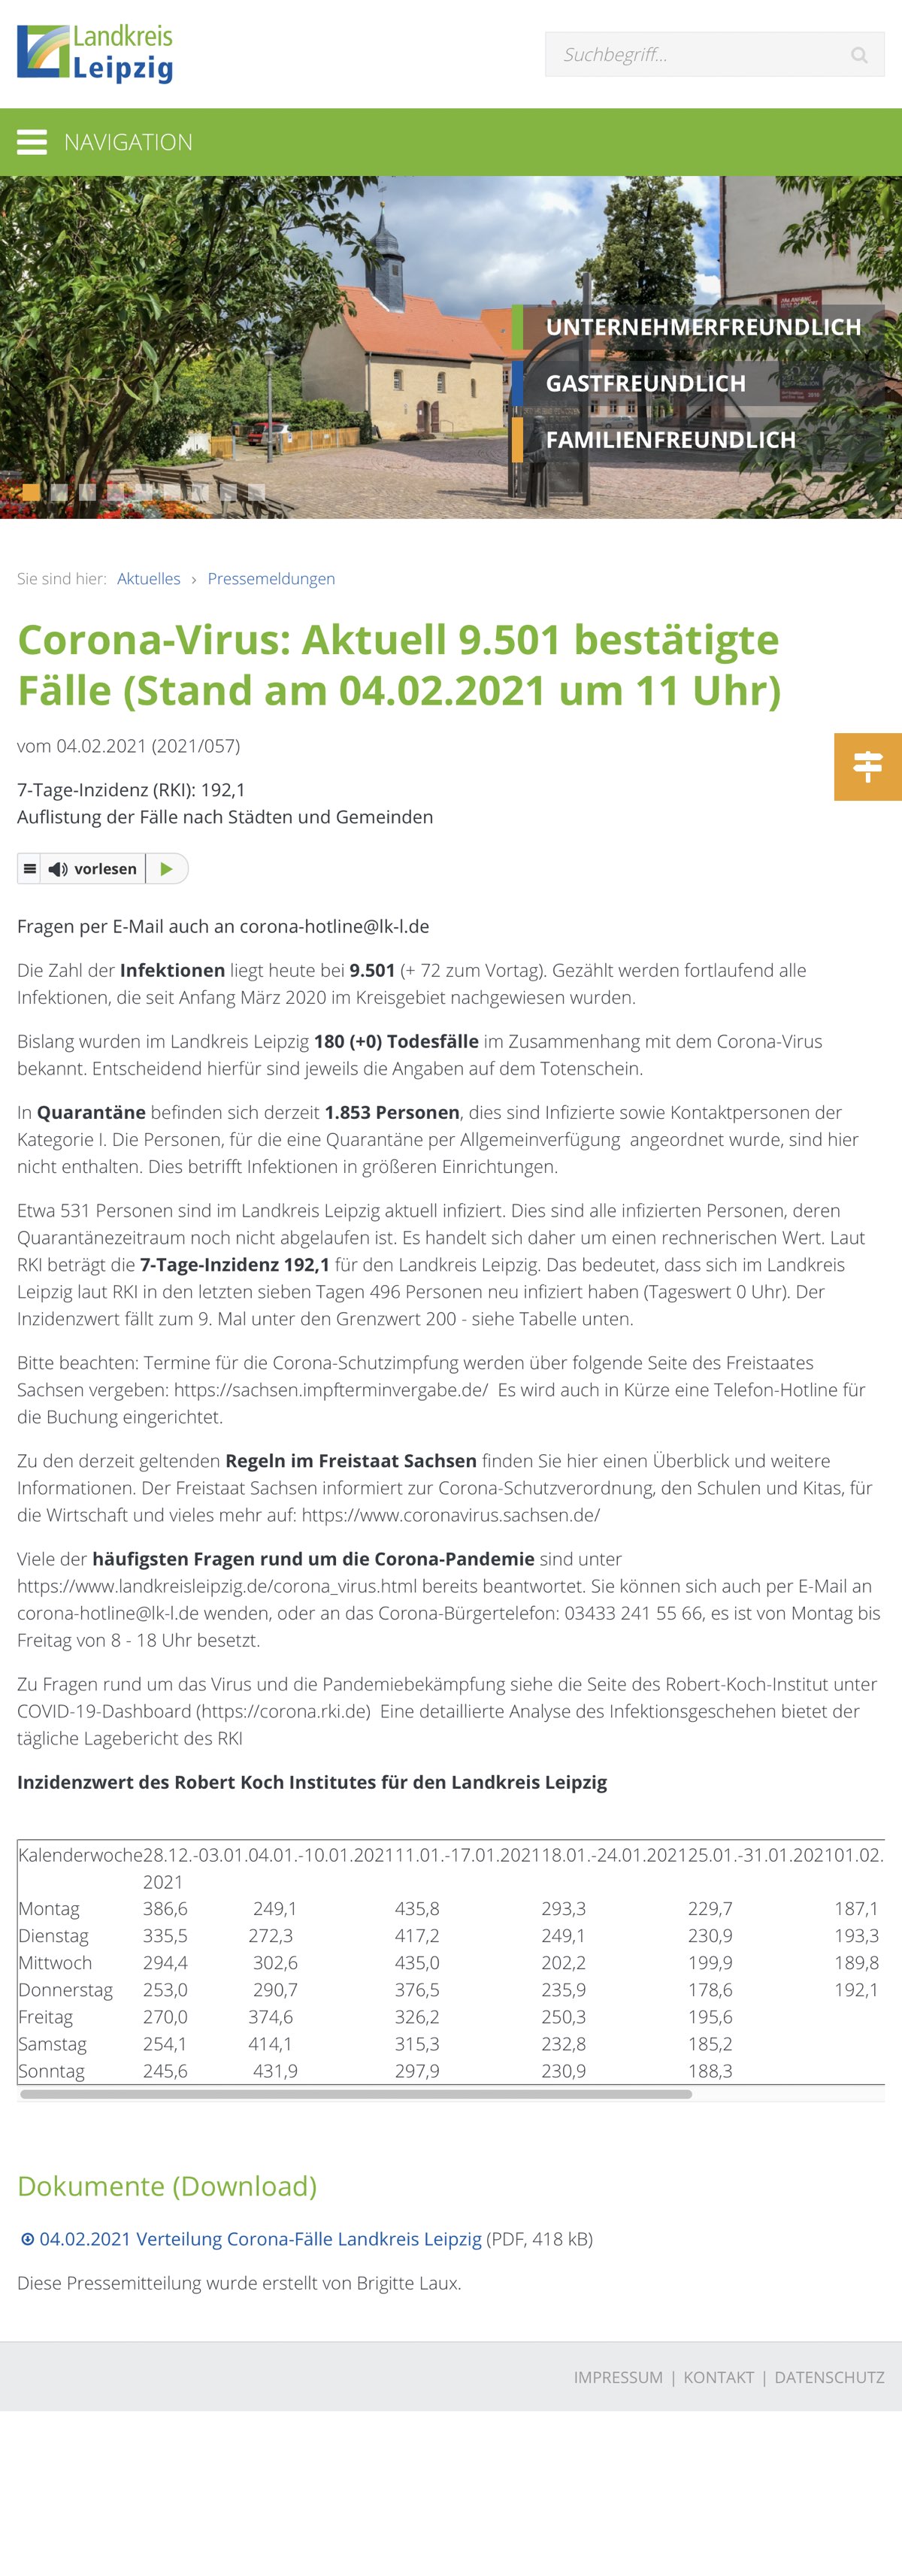 Landkreis
Leipzig
Suchbegriff...
NAVIGATION
UNTERNEHMERFREUNDLICH
GASTFREUNDLICH
FAMILIENFREUNDLICH
Sie sind hier: Aktuelles › Pressemeldungen
Corona-Virus: Aktuell 9.501 bestätigte
Fälle (Stand am 04.02.2021 um 11 Uhr)
vom 04.02.2021 (2021/057)
7-Tage-Inzidenz (RKI): 192,1
Auflistung der Fälle nach Städten und Gemeinden
vorlesen
Fragen per E-Mail auch an corona-hotline@lk-l.de
Die Zahl der Infektionen liegt heute bei 9.501 (+ 72 zum Vortag). Gezählt werden fortlaufend alle
Infektionen, die seit Anfang März 2020 im Kreisgebiet nachgewiesen wurden.
Bislang wurden im Landkreis Leipzig 180 (+0) Todesfälle im Zusammenhang mit dem Corona-Virus
bekannt. Entscheidend hierfür sind jeweils die Angaben auf dem Totenschein.
In Quarantäne befinden sich derzeit 1.853 Personen, dies sind Infizierte sowie Kontaktpersonen der
Kategorie I. Die Personen, für die eine Quarantäne per Allgemeinverfügung  angeordnet wurde, sind hier
nicht enthalten. Dies betrifft Infektionen in größeren Einrichtungen.
Etwa 531 Personen sind im Landkreis Leipzig aktuell infiziert. Dies sind alle infizierten Personen, deren
Quarantänezeitraum noch nicht abgelaufen ist. Es handelt sich daher um einen rechnerischen Wert. Laut
RKI beträgt die 7-Tage-Inzidenz 192,1 für den Landkreis Leipzig. Das bedeutet, dass sich im Landkreis
Leipzig laut RKI in den letzten sieben Tagen 496 Personen neu infiziert haben (Tageswert 0 Uhr). Der
Inzidenzwert fällt zum 9. Mal unter den Grenzwert 200 - siehe Tabelle unten.
Bitte beachten: Termine für die Corona-Schutzimpfung werden über folgende Seite des Freistaates
Sachsen vergeben: https://sachsen.impfterminvergabe.de/  Es wird auch in Kürze eine Telefon-Hotline für
die Buchung eingerichtet.
Zu den derzeit geltenden Regeln im Freistaat Sachsen finden Sie hier einen Überblick und weitere
Informationen. Der Freistaat Sachsen informiert zur Corona-Schutzverordnung, den Schulen und Kitas, für
die Wirtschaft und vieles mehr auf: https://www.coronavirus.sachsen.de/
Viele der häufigsten Fragen rund um die Corona-Pandemie sind unter
https://www.landkreisleipzig.de/corona_virus.html bereits beantwortet. Sie können sich auch per E-Mail an
corona-hotline@lk-l.de wenden, oder an das Corona-Bürgertelefon: 03433 241 55 66, es ist von Montag bis
Freitag von 8 - 18 Uhr besetzt.
Zu Fragen rund um das Virus und die Pandemiebekämpfung siehe die Seite des Robert-Koch-Institut unter
COVID-19-Dashboard (https://corona.rki.de)  Eine detaillierte Analyse des Infektionsgeschehen bietet der
tägliche Lagebericht des RKI
Inzidenzwert des Robert Koch Institutes für den Landkreis Leipzig
Kalenderwoche 28.12.-03.01. 04.01.-10.01.2021 11.01.-17.01.2021 18.01.-24.01.2021 25.01.-31.01.2021 01.02.
2021
Montag 386,6 249,1 435,8 293,3 229,7 187,1
Dienstag 335,5 272,3 417,2 249,1 230,9 193,3
Mittwoch 294,4 302,6 435,0 202,2 199,9 189,8
Donnerstag 253,0 290,7 376,5 235,9 178,6 192,1
Freitag 270,0 374,6 326,2 250,3 195,6
Samstag 254,1 414,1 315,3 232,8 185,2
Sonntag 245,6 431,9 297,9 230,9 188,3
Dokumente (Download)
04.02.2021 Verteilung Corona-Fälle Landkreis Leipzig (PDF, 418 kB)
Diese Pressemitteilung wurde erstellt von Brigitte Laux.
IMPRESSUM | KONTAKT | DATENSCHUTZ